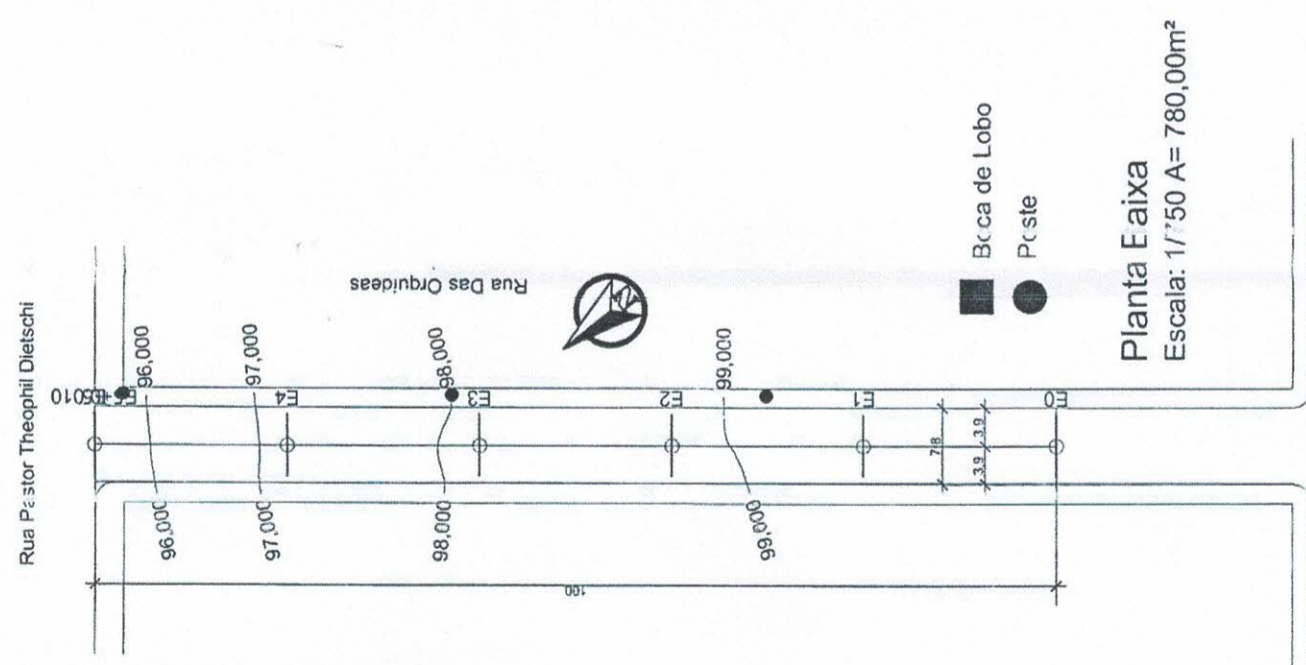 Rua Pastor Theophil Dietschi
96,000
97,000
Rua Das Orquídeas
98,000
99,000
E4
E3
E2
E1
E0
96,000
97,000
98,000
99,000
7.8
3.9
3.9
100
Boca de Lobo
Poste
Planta Baixa
Escala: 1/750 A= 780,00m²